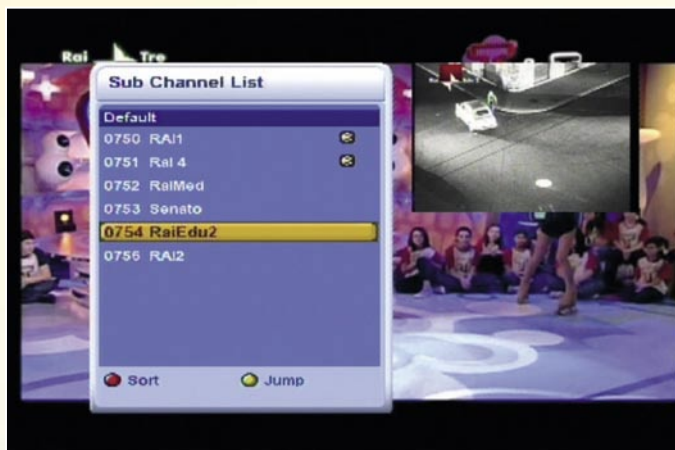 Rai Tre
Sub Channel List
Default
0750 RAI1
0751 Rai 4
0752 RaiMed
0753 Senato
0754 RaiEdu2
0756 RAI2
Sort Jump